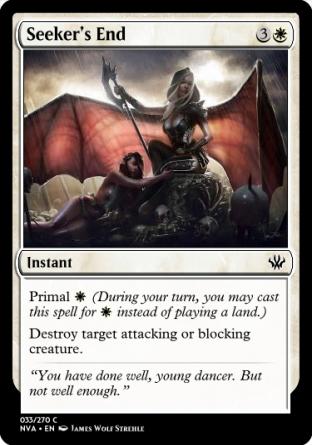 Seeker's End 3
Instant
Primal (During your turn, you may cast
this spell for instead of playing a land.)
Destroy target attacking or blocking
creature.
"You have done well, young dancer. But
not well enough."
033/270 C
NVA • EN James Wolf Strehle